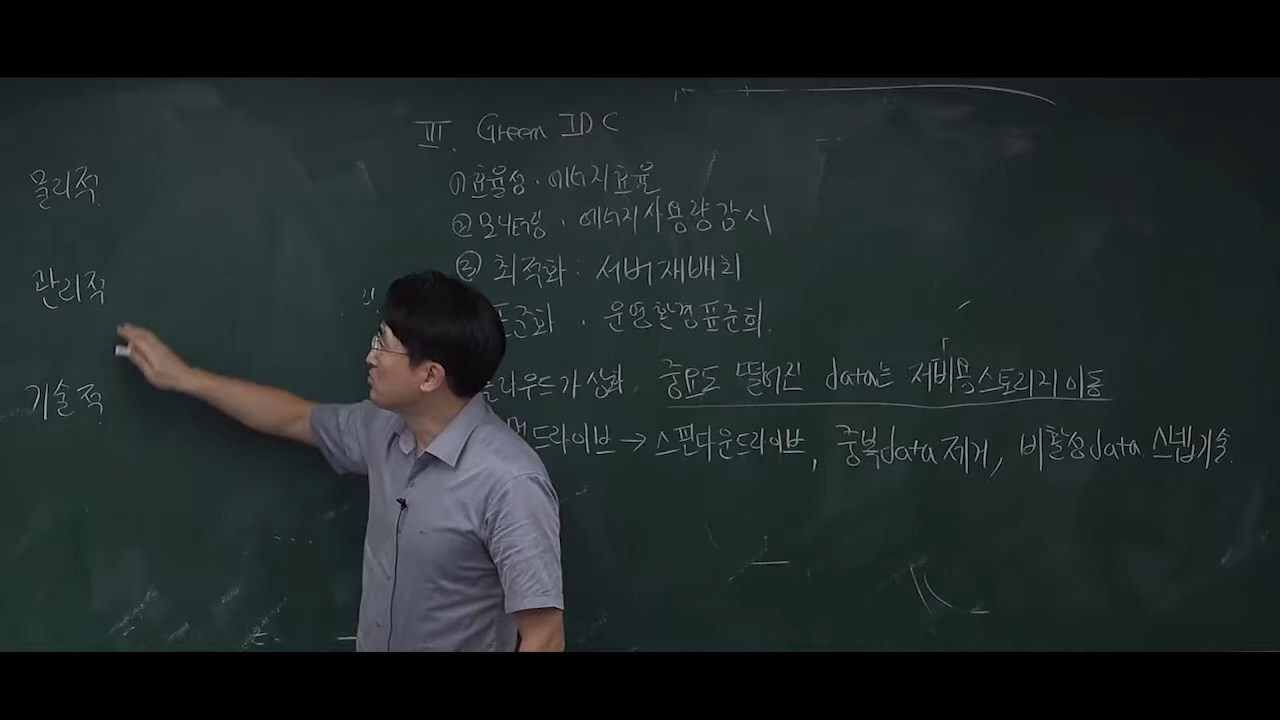 III. Green IDC
물리적
① 효율성 · 에너지효율
② 모니터링 · 에너지사용량감시
관리적
③ 최적화 : 서버재배치
표준화 · 운영환경표준화.
기술적
클라우드가상화, 중요도 떨어진 data는 저비용스토리지이동
드라이브 → 스핀다운드라이브, 중복data제거, 비활성data 스냅기술.